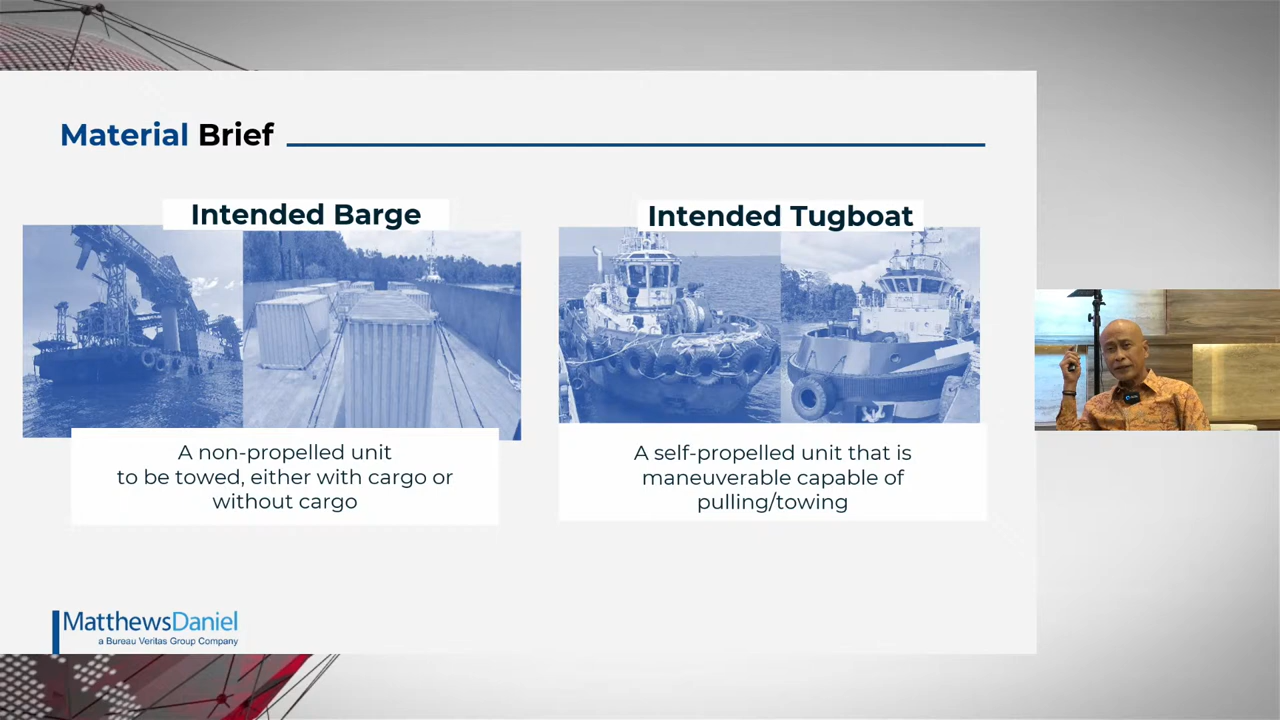 Material Brief
Intended Barge
A non-propelled unit
to be towed, either with cargo or
without cargo
Intended Tugboat
A self-propelled unit that is
maneuverable capable of
pulling/towing
MatthewsDaniel
a Bureau Veritas Group Company